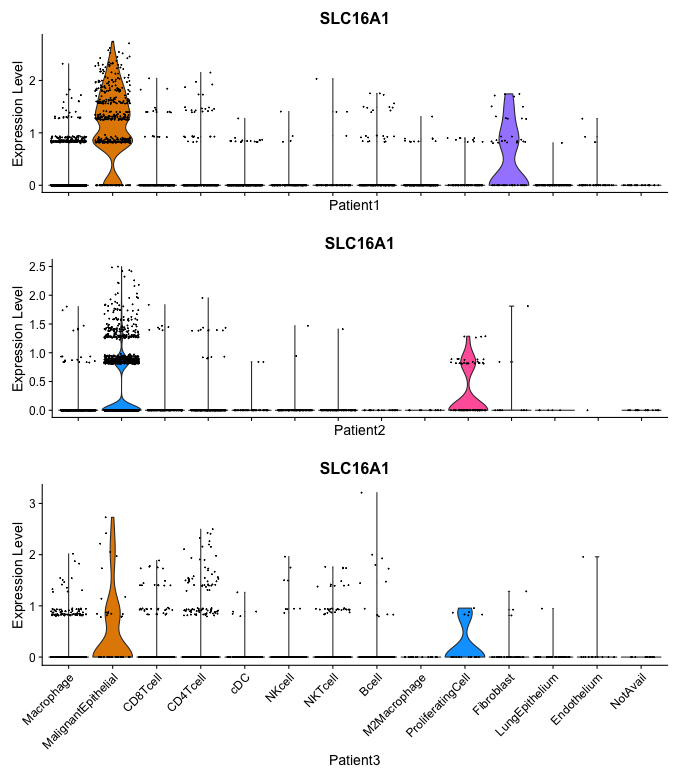 SLC16A1
Expression Level
2
1
0
Patient1
SLC16A1
Expression Level
2.5
2.0
1.5
1.0
0.5
0.0
Patient2
SLC16A1
Expression Level
3
2
1
0
Macrophage
MalignantEpithelial
CD8Tcell
CD4Tcell
cDC
NKcell
NKTcell
Bcell
M2Macrophage
ProliferatingCell
Fibroblast
LungEpithelium
Endothelium
NotAvail
Patient3